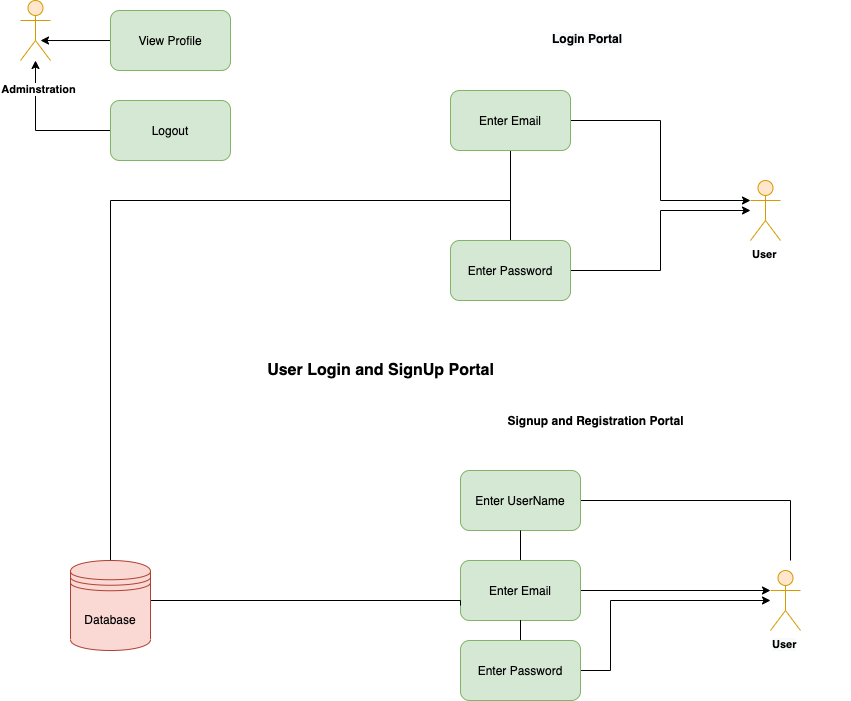 View Profile
Login Portal
Adminstration
Enter Email
Logout
User
Enter Password
User Login and SignUp Portal
Signup and Registration Portal
Enter UserName
Enter Email
Database
User
Enter Password